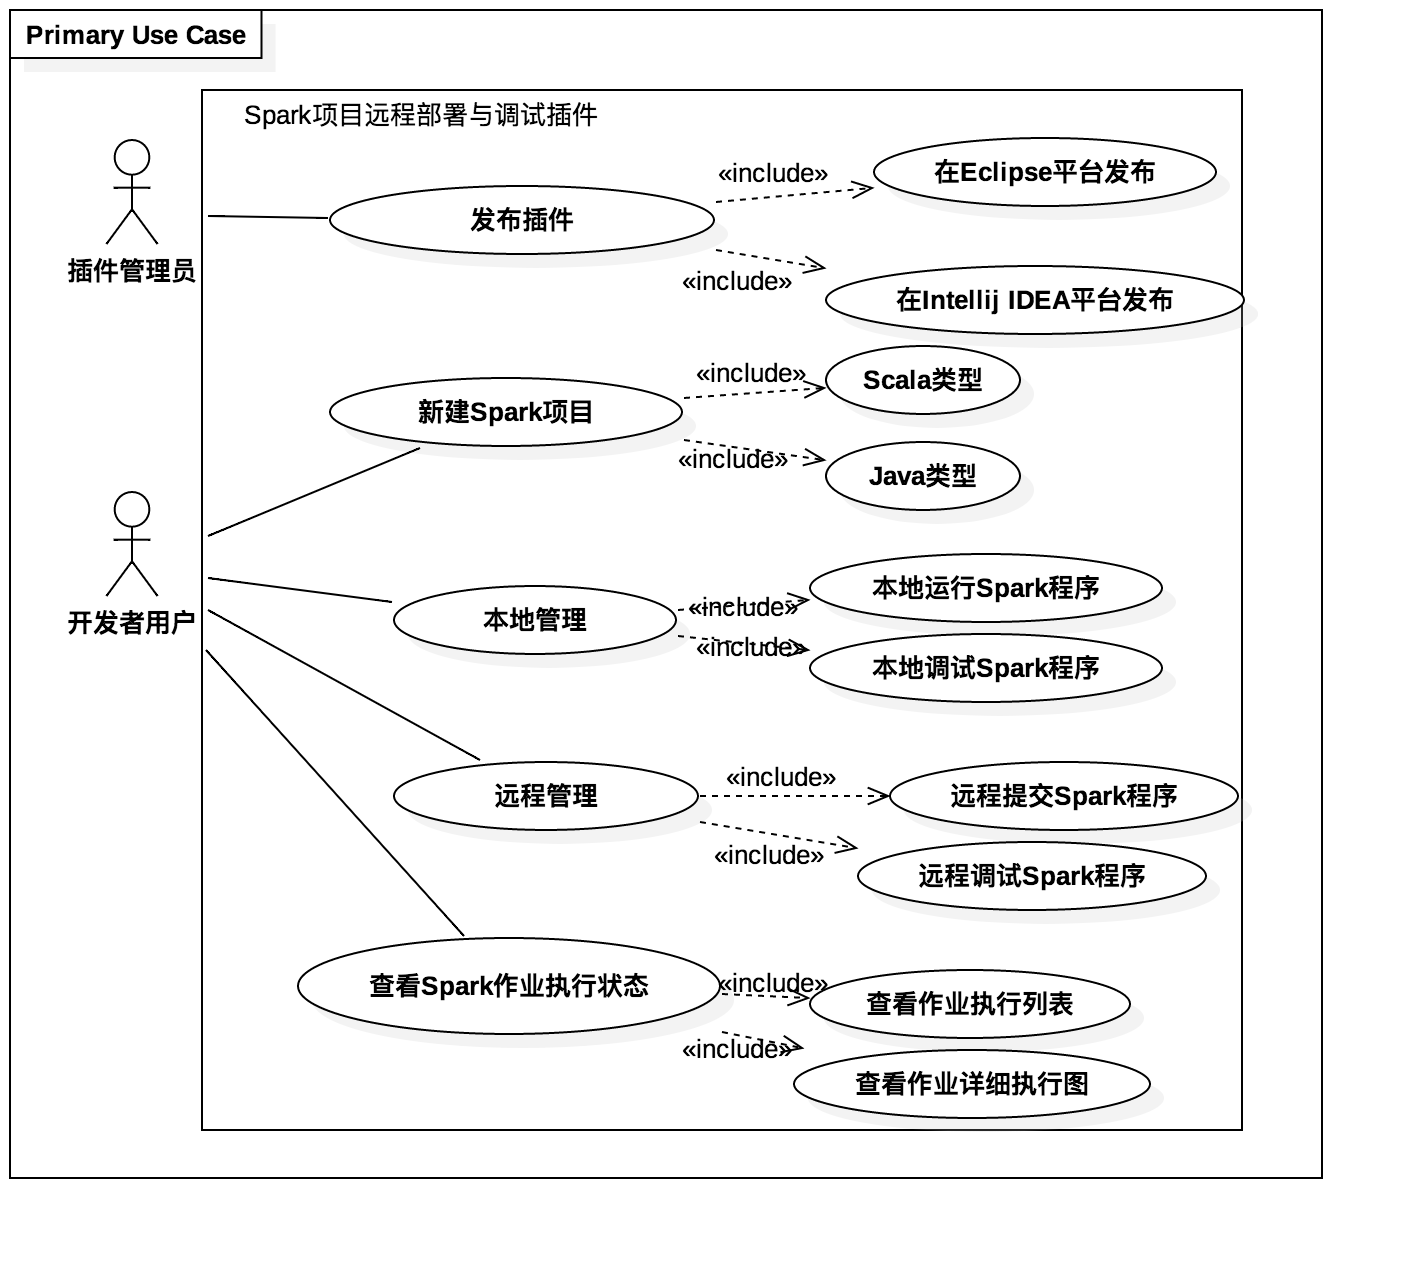 Primary Use Case
Spark项目远程部署与调试插件
插件管理员
发布插件
«include»
在Eclipse平台发布
«include»
在Intellij IDEA平台发布
新建Spark项目
«include»
Scala类型
«include»
Java类型
开发者用户
本地管理
«include»
本地运行Spark程序
«include»
本地调试Spark程序
远程管理
«include»
远程提交Spark程序
«include»
远程调试Spark程序
查看Spark作业执行状态
«include»
查看作业执行列表
«include»
查看作业详细执行图